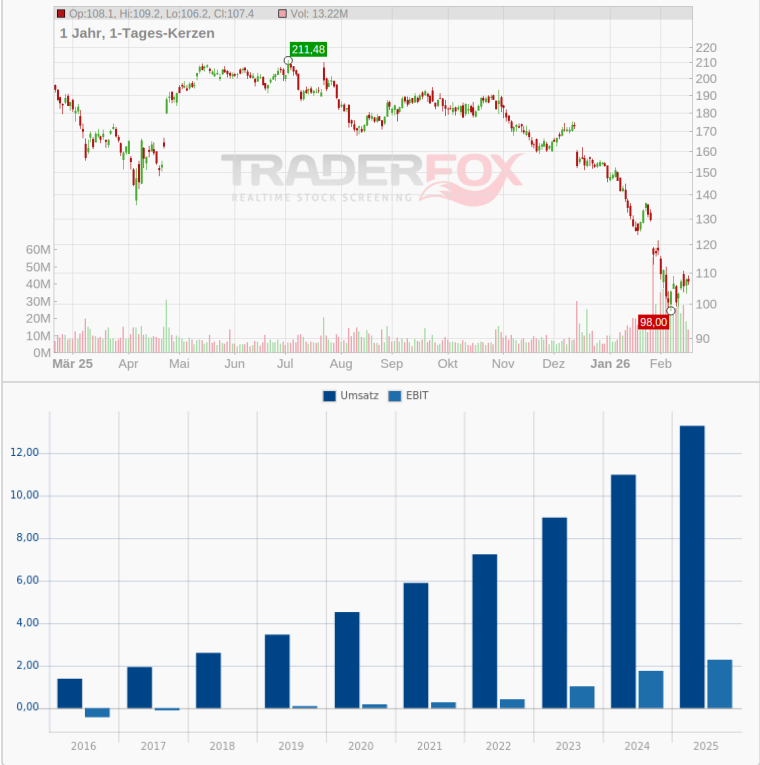 Op:108.1, Hi:109.2, Lo:106.2, Cl:107.4 Vol: 13.22M
1 Jahr, 1-Tages-Kerzen
211,48
220
210
200
190
180
170
160
150
140
130
120
110
100
90
TRADERFOX
REALTIME STOCK SCREENING
60M
50M
40M
30M
20M
10M
0M
98,00
Mär 25 Apr Mai Jun Jul Aug Sep Okt Nov Dez Jan 26 Feb
Umsatz EBIT
12,00
10,00
8,00
6,00
4,00
2,00
0,00
2016 2017 2018 2019 2020 2021 2022 2023 2024 2025